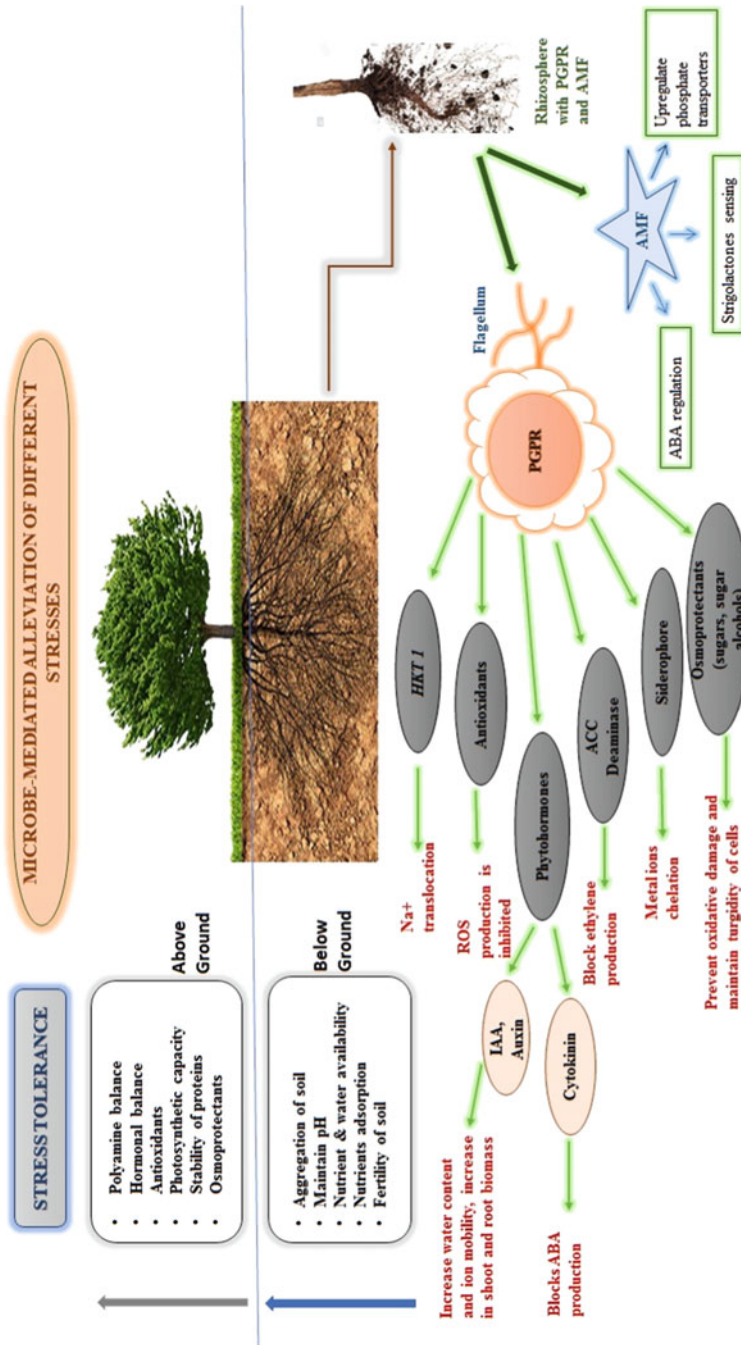 MICROBE-MEDIATED ALLEVIATION OF DIFFERENT
STRESSES
STRESSTOLERANCE
• Polyamine balance
• Hormonal balance
• Antioxidants
• Photosynthetic capacity
• Stability of proteins
• Osmoprotectants
Above
Ground
• Aggregation of soil
• Maintain pH
• Nutrient & water availability
• Nutrients adsorption
• Fertility of soil
Below
Ground
Rhizosphere
with PGPR
and AMF
Flagellum
PGPR
AMF
Upregulate
phosphate
transporters
Strigolactones sensing
ABA regulation
HKT 1
Na+
translocation
Antioxidants
ROS
production is
inhibited
Phytohormones
IAA,
Auxin
Increase water content
and ion mobility, increase
in shoot and root biomass
Cytokinin
Blocks ABA
production
ACC
Deaminase
Block ethylene
production
Siderophore
Metal ions
chelation
Osmoprotectants
(sugars, sugar
alcohols)
Prevent oxidative damage and
maintain turgidity of cells